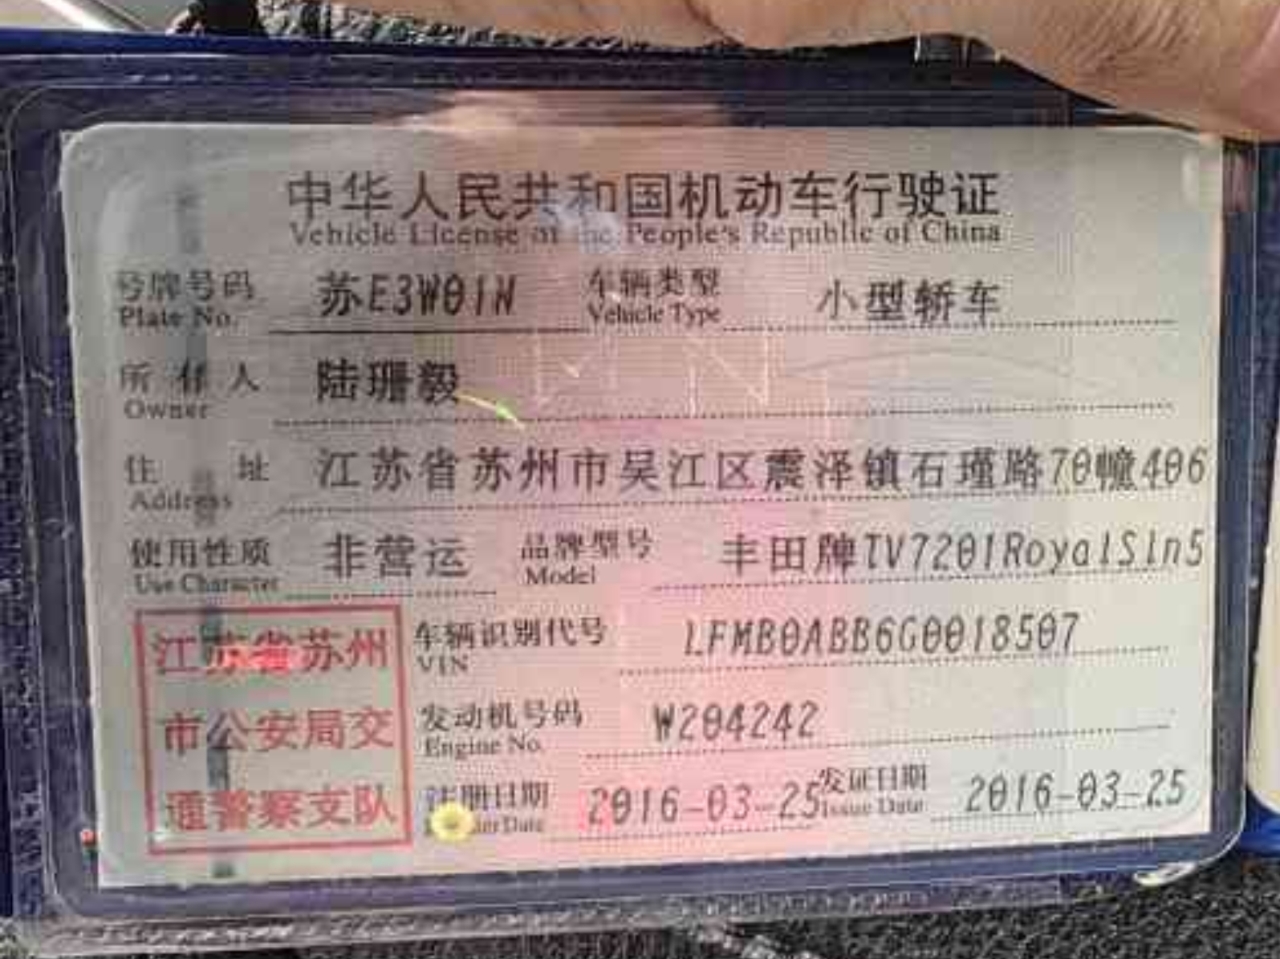 中华人民共和国机动车行驶证
Vehicle License of the People's Republic of China
号牌号码 苏E3W01N 车辆类型 小型轿车
Plate No. Vehicle Type
所有人 陆珊毅
Owner
住址 江苏省苏州市吴江区震泽镇石瑾路70幢406
Address
使用性质 非营运 品牌型号 丰田牌TV7201RoyalSln5
Use Character Model
江苏省苏州
市公安局交
通警察支队
车辆识别代号 LFMB0ABB6G0018507
VIN
发动机号码 W204242
Engine No.
注册日期 2016-03-25 发证日期 2016-03-25
Date Issue Date